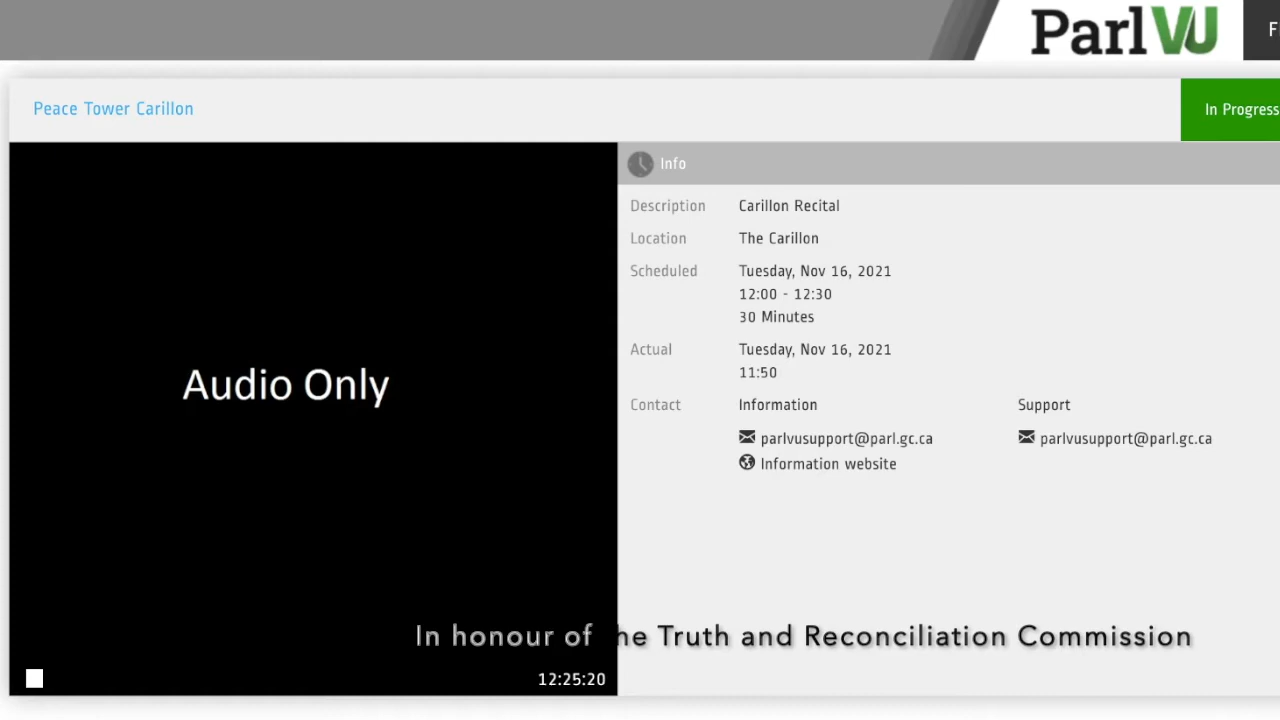 ParlVU
F
Peace Tower Carillon
In Progress
Audio Only
12:25:20
Info
Description Carillon Recital
Location The Carillon
Scheduled Tuesday, Nov 16, 2021
12:00 - 12:30
30 Minutes
Actual Tuesday, Nov 16, 2021
11:50
Contact Information Support
parlvusupport@parl.gc.ca parlvusupport@parl.gc.ca
Information website
In honour of he Truth and Reconciliation Commission